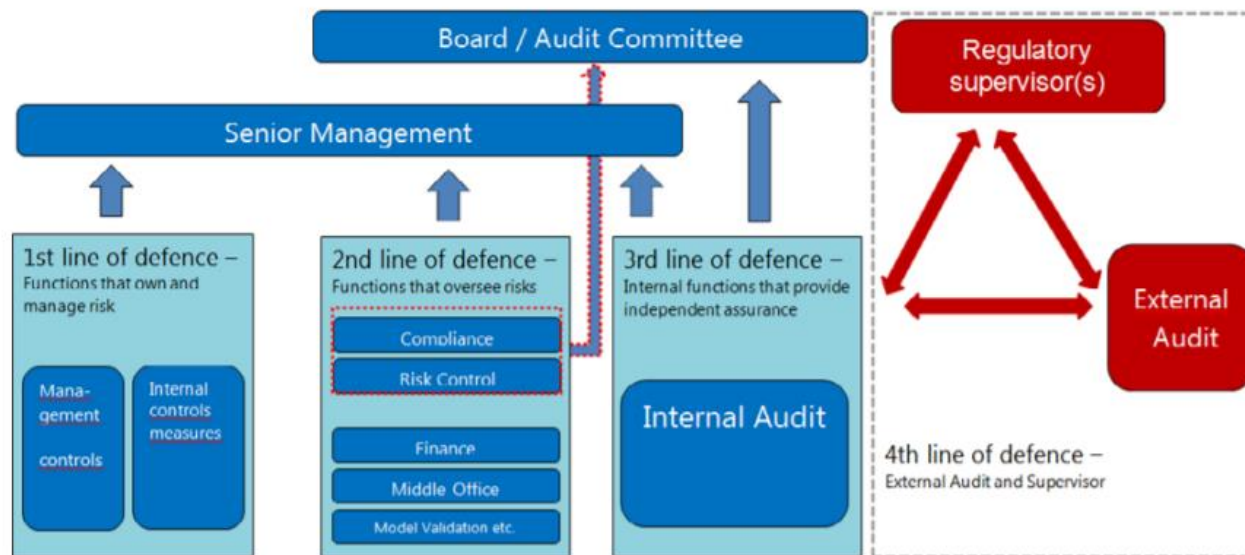 Board / Audit Committee
Senior Management
1st line of defence –
Functions that own and
manage risk
Mana-
gement
controls
Internal
controls
measures
2nd line of defence –
Functions that oversee risks
Compliance
Risk Control
Finance
Middle Office
Model Validation etc.
3rd line of defence –
Internal functions that provide
independent assurance
Internal Audit
Regulatory
supervisor(s)
External
Audit
4th line of defence –
External Audit and Supervisor